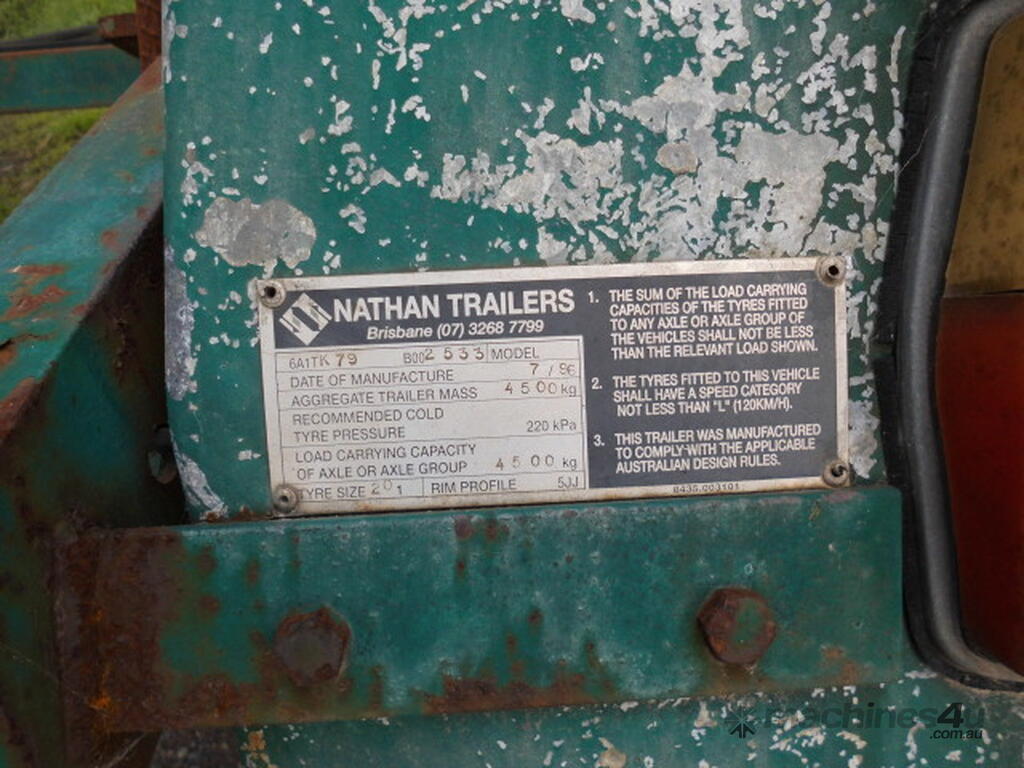 NATHAN TRAILERS
Brisbane (07) 3268 7799
6A1TK 79 B002533 MODEL
DATE OF MANUFACTURE 7 / 96
AGGREGATE TRAILER MASS 4500 kg
RECOMMENDED COLD
TYRE PRESSURE 220 kPa
LOAD CARRYING CAPACITY
OF AXLE OR AXLE GROUP 4500 kg
TYRE SIZE 201 RIM PROFILE 5JJ
1. THE SUM OF THE LOAD CARRYING
CAPACITIES OF THE TYRES FITTED
TO ANY AXLE OR AXLE GROUP OF
THE VEHICLES SHALL NOT BE LESS
THAN THE RELEVANT LOAD SHOWN.
2. THE TYRES FITTED TO THIS VEHICLE
SHALL HAVE A SPEED CATEGORY
NOT LESS THAN "L" (120KM/H).
3. THIS TRAILER WAS MANUFACTURED
TO COMPLY WITH THE APPLICABLE
AUSTRALIAN DESIGN RULES.
8435.003101
Machines4u
.com.au